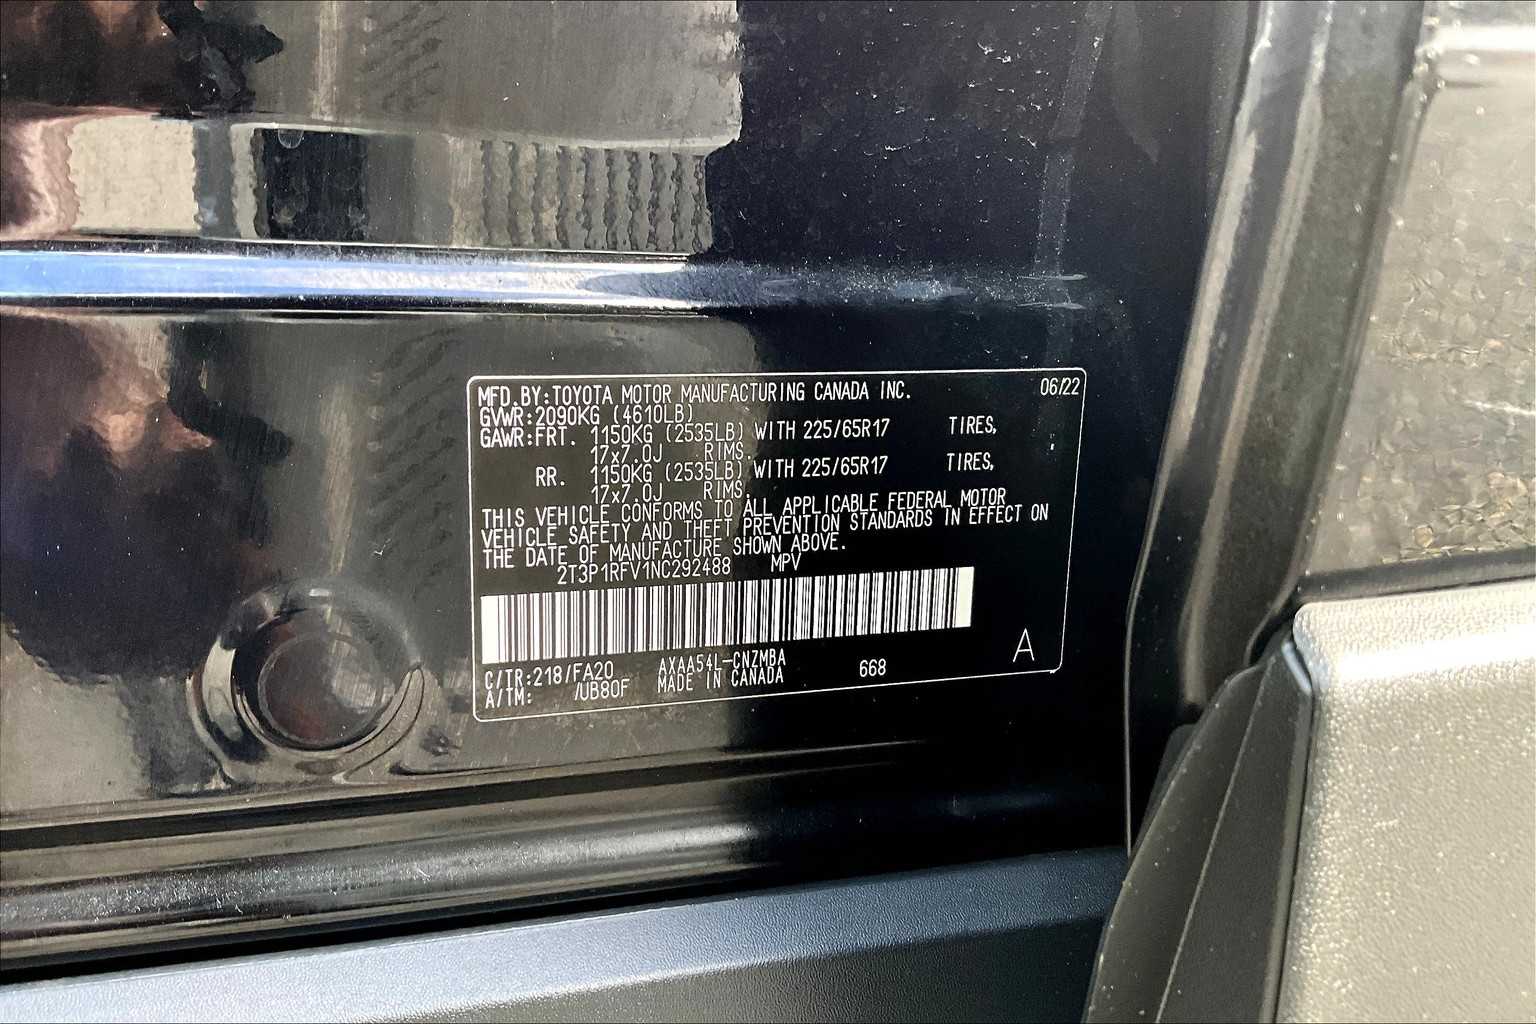 MFD.BY:TOYOTA MOTOR MANUFACTURING CANADA INC. 06/22
GVWR:2090KG (4610LB)
GAWR:FRT. 1150KG (2535LB) WITH 225/65R17 TIRES,
17x7.0J RIMS.
RR. 1150KG (2535LB) WITH 225/65R17 TIRES,
17x7.0J RIMS.
THIS VEHICLE CONFORMS TO ALL APPLICABLE FEDERAL MOTOR
VEHICLE SAFETY AND THEFT PREVENTION STANDARDS IN EFFECT ON
THE DATE OF MANUFACTURE SHOWN ABOVE.
2T3P1RFV1NC292488 MPV
C/TR:218/FA20 AXAA54L-CNZMBA 668 A
A/TM: /UB80F MADE IN CANADA